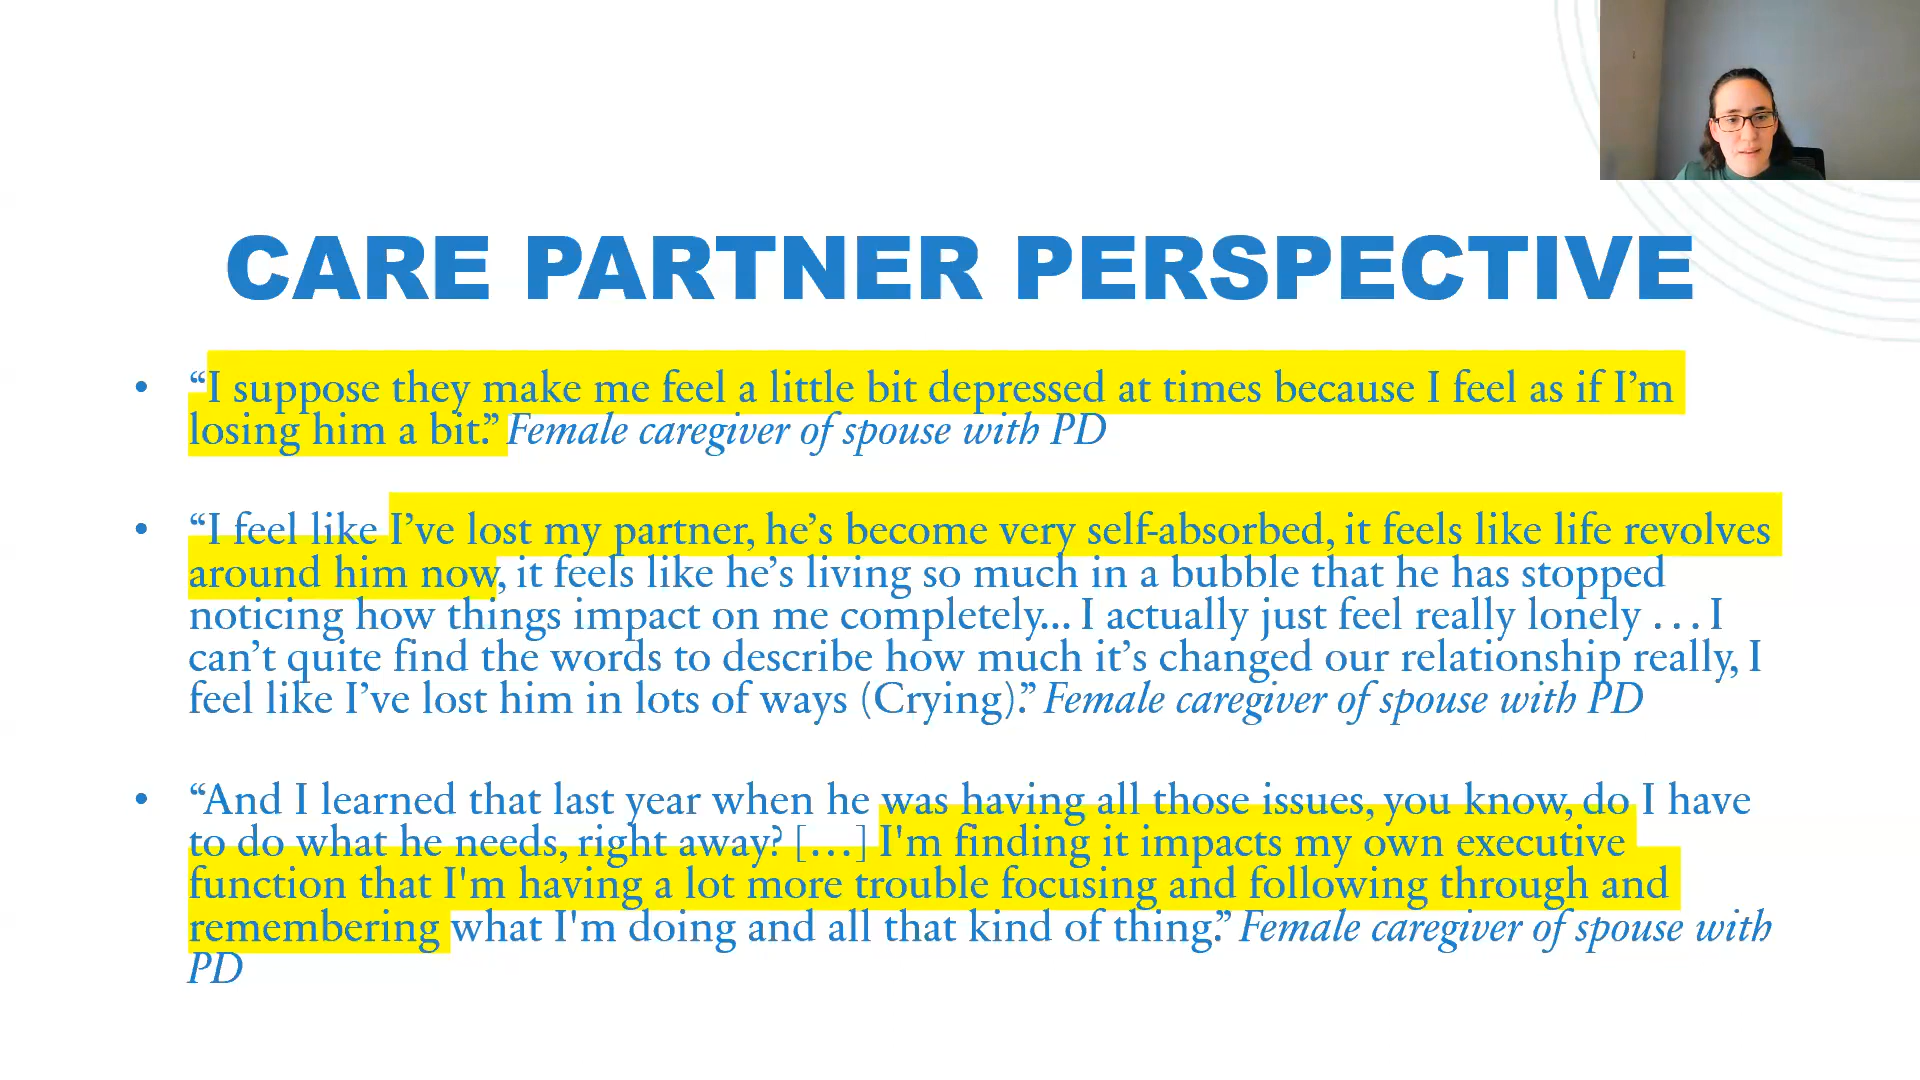 CARE PARTNER PERSPECTIVE
• “I suppose they make me feel a little bit depressed at times because I feel as if I’m
losing him a bit.” Female caregiver of spouse with PD
• “I feel like I’ve lost my partner, he’s become very self-absorbed, it feels like life revolves
around him now, it feels like he’s living so much in a bubble that he has stopped
noticing how things impact on me completely... I actually just feel really lonely . . . I
can’t quite find the words to describe how much it’s changed our relationship really, I
feel like I’ve lost him in lots of ways (Crying).” Female caregiver of spouse with PD
• “And I learned that last year when he was having all those issues, you know, do I have
to do what he needs, right away? […] I'm finding it impacts my own executive
function that I'm having a lot more trouble focusing and following through and
remembering what I'm doing and all that kind of thing.” Female caregiver of spouse with
PD